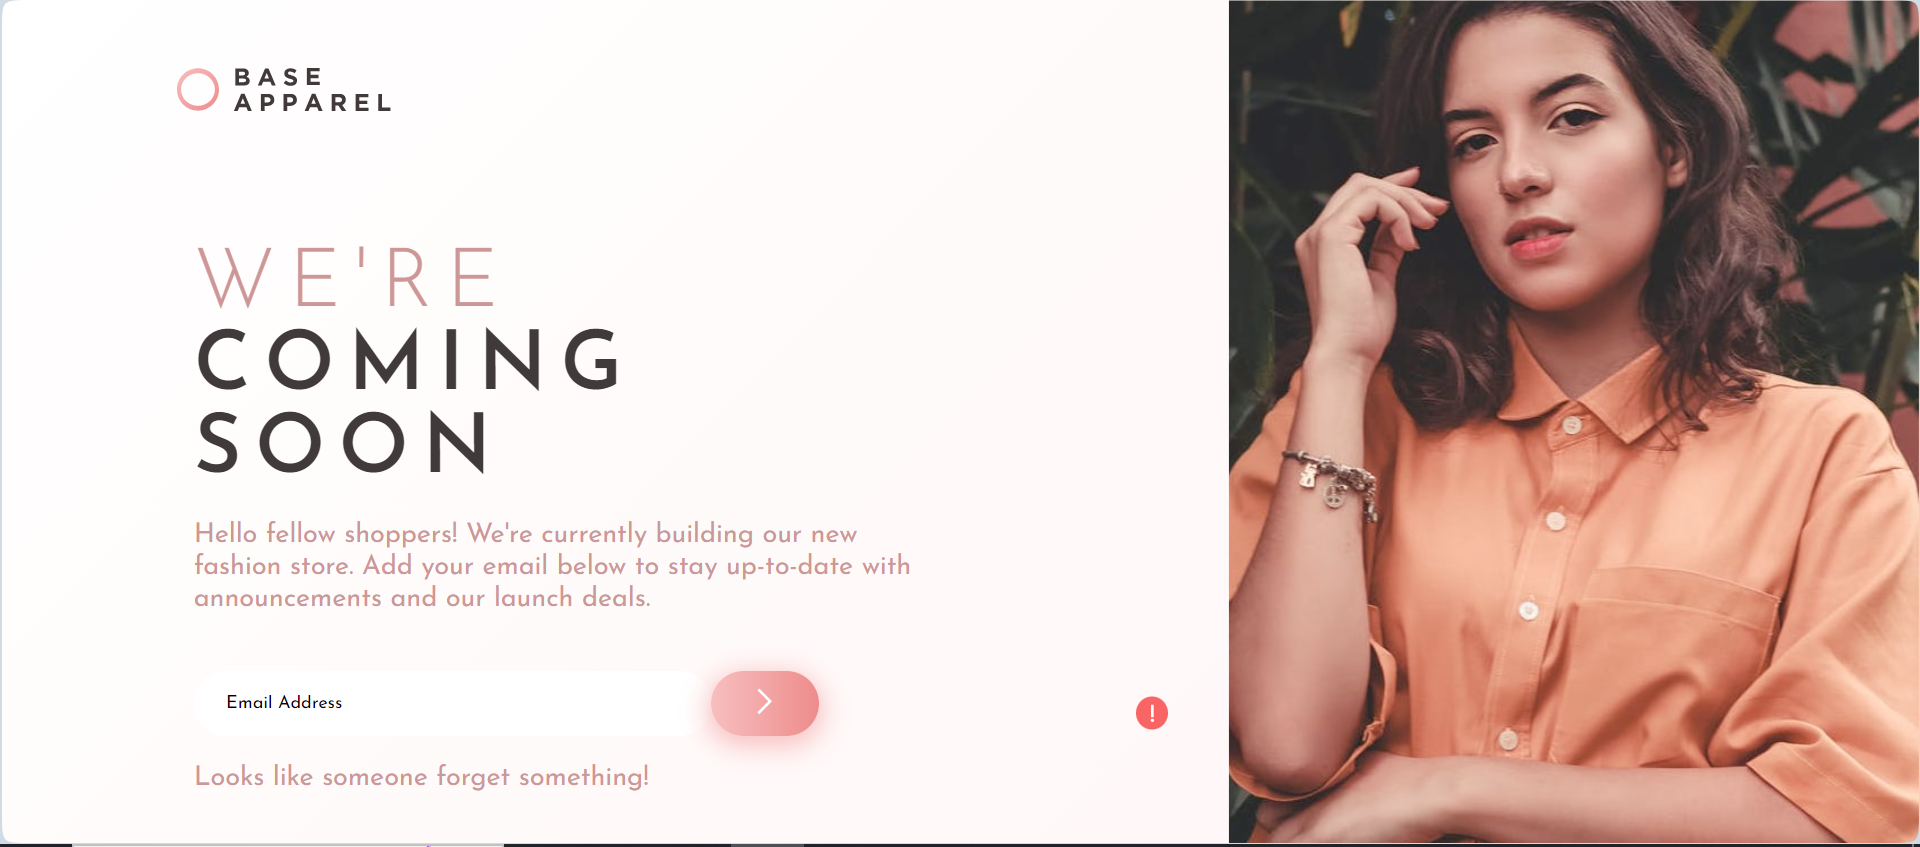 BASE
APPAREL
WE'RE
COMING
SOON
Hello fellow shoppers! We're currently building our new
fashion store. Add your email below to stay up-to-date with
announcements and our launch deals.
Email Address
!
Looks like someone forget something!